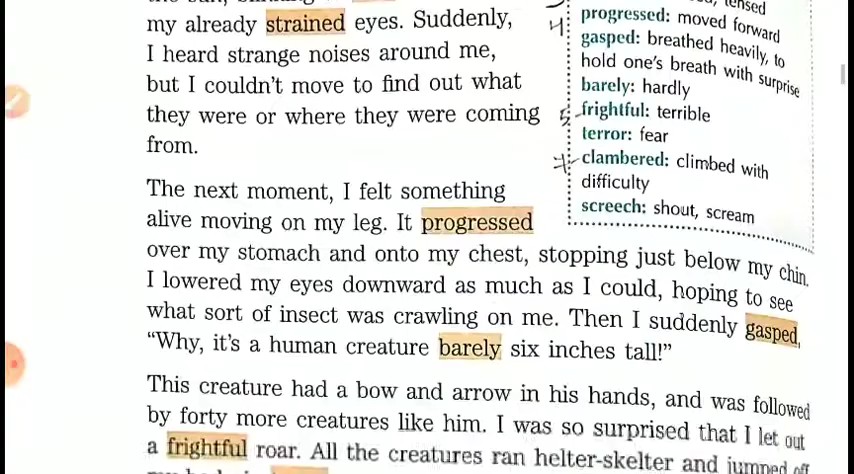 my already strained eyes. Suddenly,
I heard strange noises around me,
but I couldn't move to find out what
they were or where they were coming
from.
The next moment, I felt something
alive moving on my leg. It progressed
over my stomach and onto my chest, stopping just below my chin.
I lowered my eyes downward as much as I could, hoping to see
what sort of insect was crawling on me. Then I suddenly gasped,
“Why, it's a human creature barely six inches tall!”
This creature had a bow and arrow in his hands, and was followed
by forty more creatures like him. I was so surprised that I let out
a frightful roar. All the creatures ran helter-skelter and jumped off
tensed
progressed: moved forward
gasped: breathed heavily, to
hold one's breath with surprise
barely: hardly
frightful: terrible
terror: fear
clambered: climbed with
difficulty
screech: shout, scream